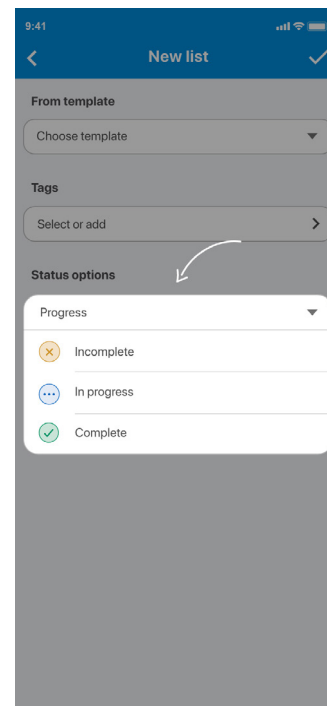 9:41
New list
From template
Choose template
Tags
Select or add
Status options
Progress
Incomplete
In progress
Complete